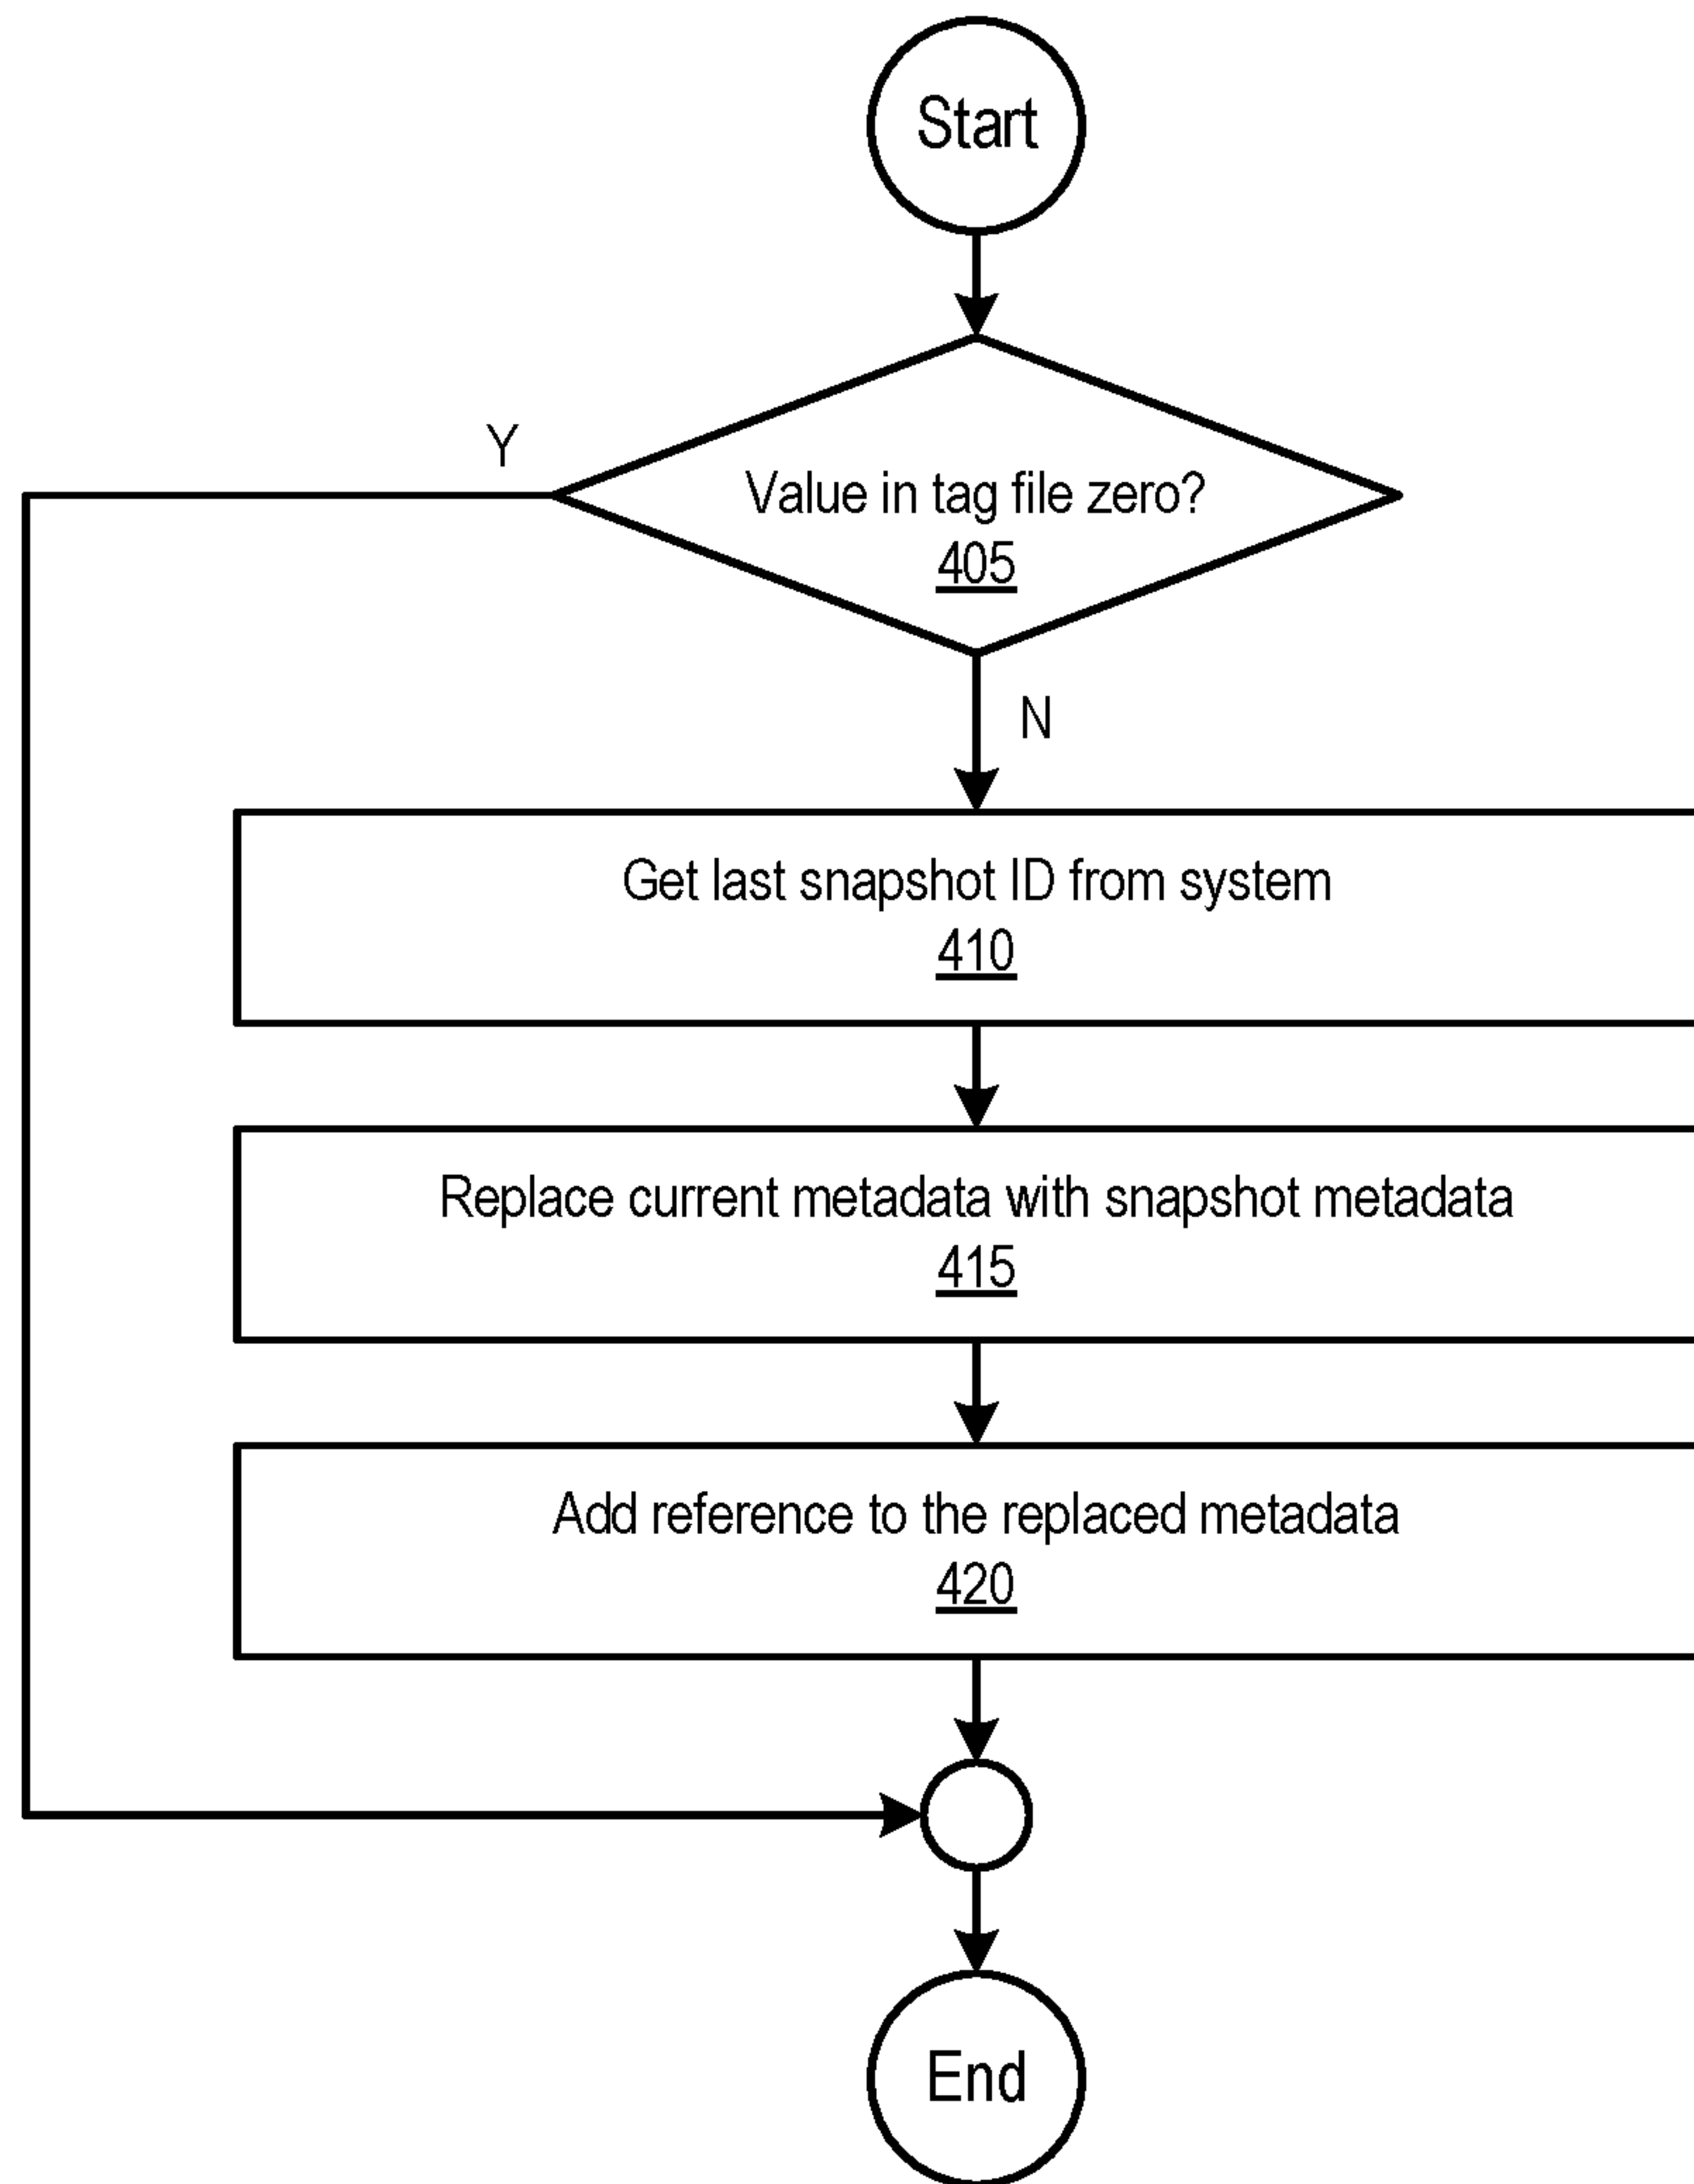 Start
Y
Value in tag file zero?
405
N
Get last snapshot ID from system
410
Replace current metadata with snapshot metadata
415
Add reference to the replaced metadata
420
End